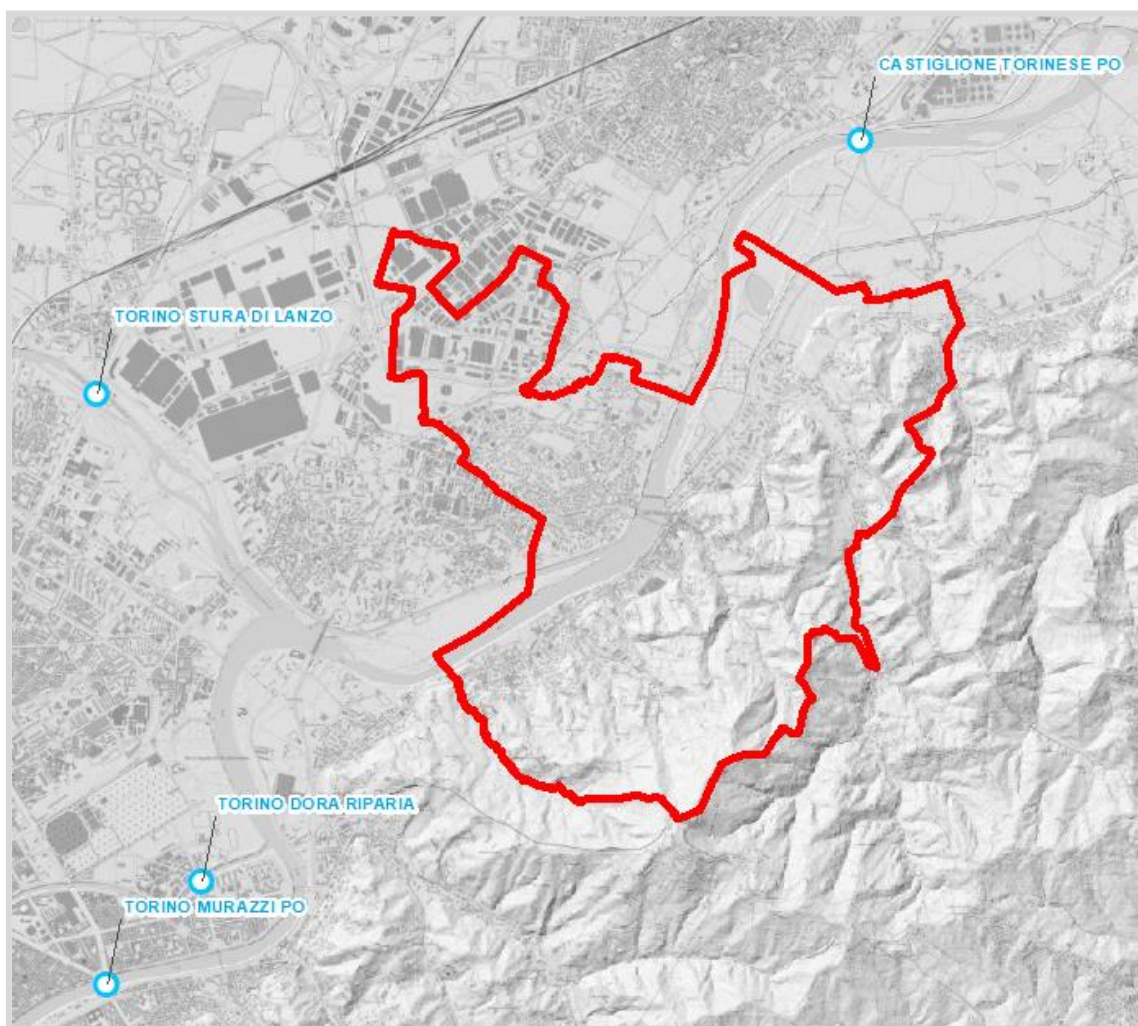 CASTIGLIONE TORINESE PO
TORINO STURA DI LANZO
TORINO DORA RIPARIA
TORINO MURAZZI PO